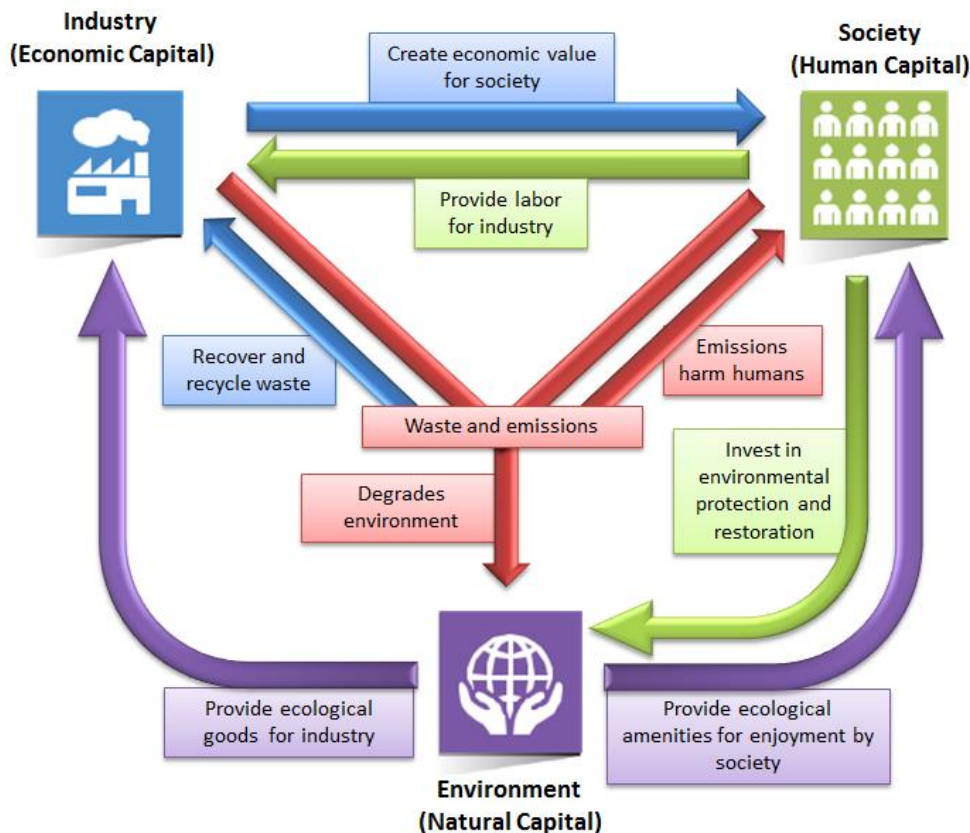 Industry
(Economic Capital)
Society
(Human Capital)
Create economic value
for society
Provide labor
for industry
Recover and
recycle waste
Emissions
harm humans
Waste and emissions
Degrades
environment
Invest in
environmental
protection and
restoration
Provide ecological
goods for industry
Provide ecological
amenities for enjoyment by
society
Environment
(Natural Capital)